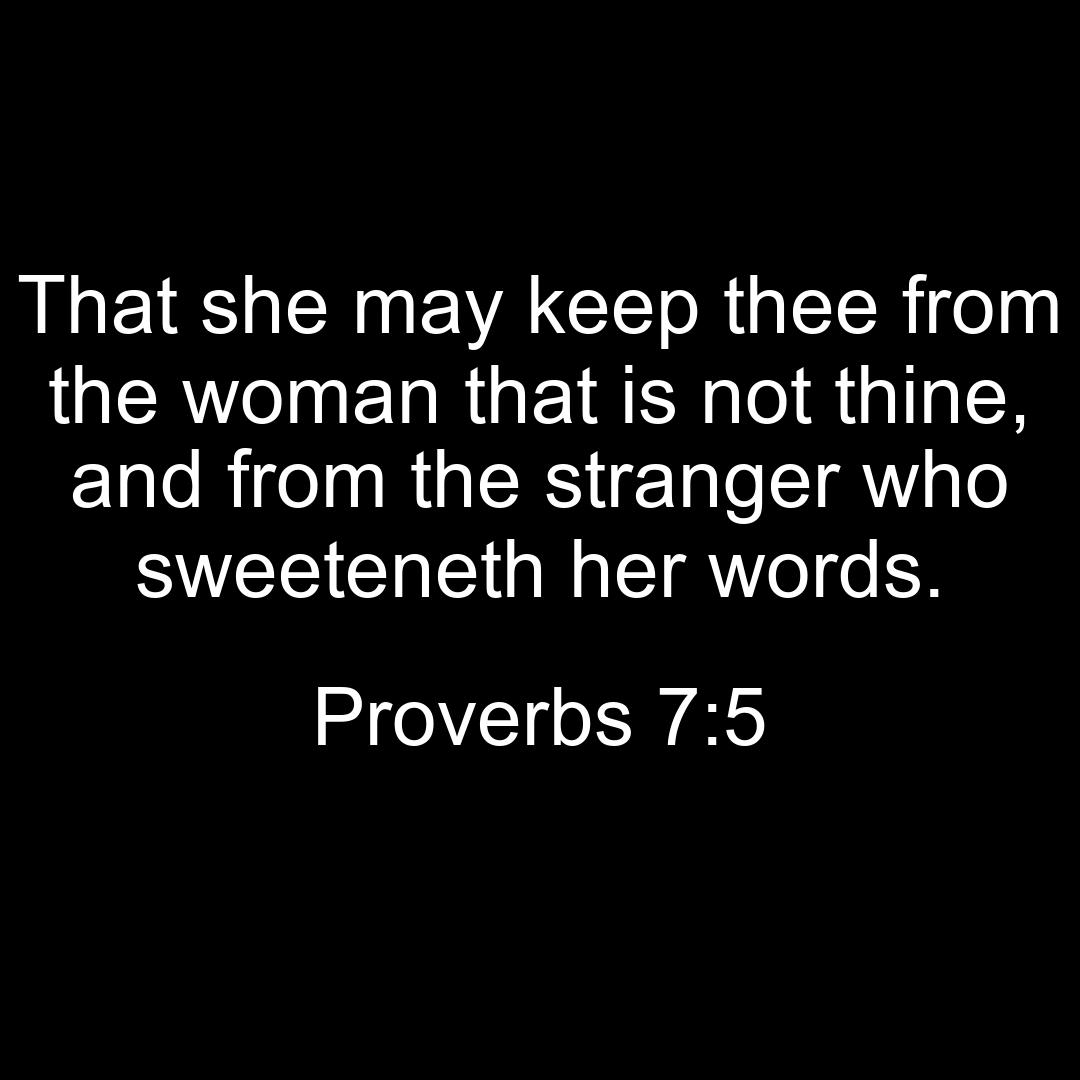 That she may keep thee from
the woman that is not thine,
and from the stranger who
sweeteneth her words.
Proverbs 7:5